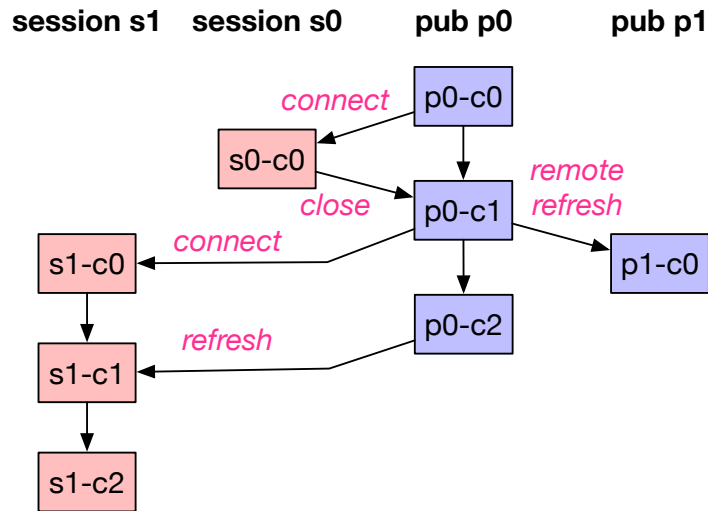 session s1 session s0 pub p0 pub p1
connect
p0-c0
s0-c0
remote
refresh
close
p0-c1
connect
s1-c0
p1-c0
p0-c2
refresh
s1-c1
s1-c2